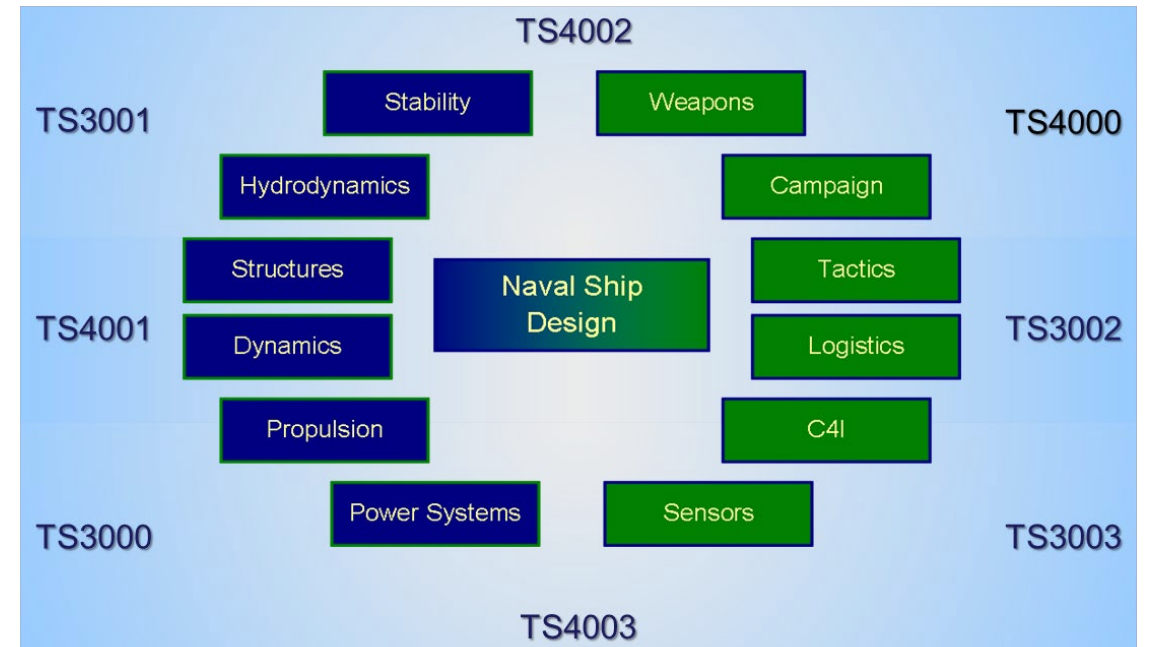 TS4002
Stability
Weapons
TS3001
TS4000
Hydrodynamics
Campaign
Structures
Tactics
Naval Ship
Design
TS4001
TS3002
Dynamics
Logistics
Propulsion
C4I
Power Systems
Sensors
TS3000
TS3003
TS4003